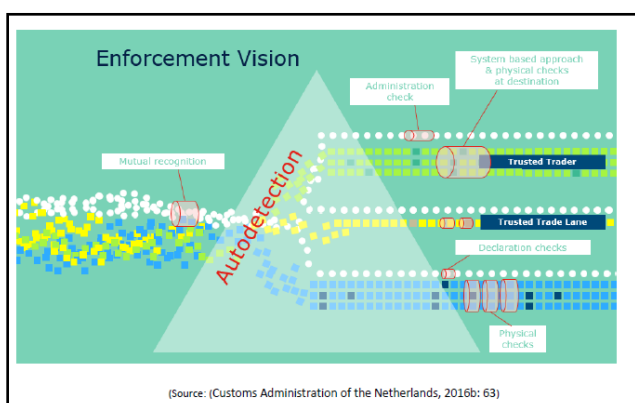 Enforcement Vision
System based approach
& physical checks
at destination
Administration
check
Mutual recognition
Autodetection
Trusted Trader
Trusted Trade Lane
Declaration checks
Physical
checks
(Source: (Customs Administration of the Netherlands, 2016b: 63)